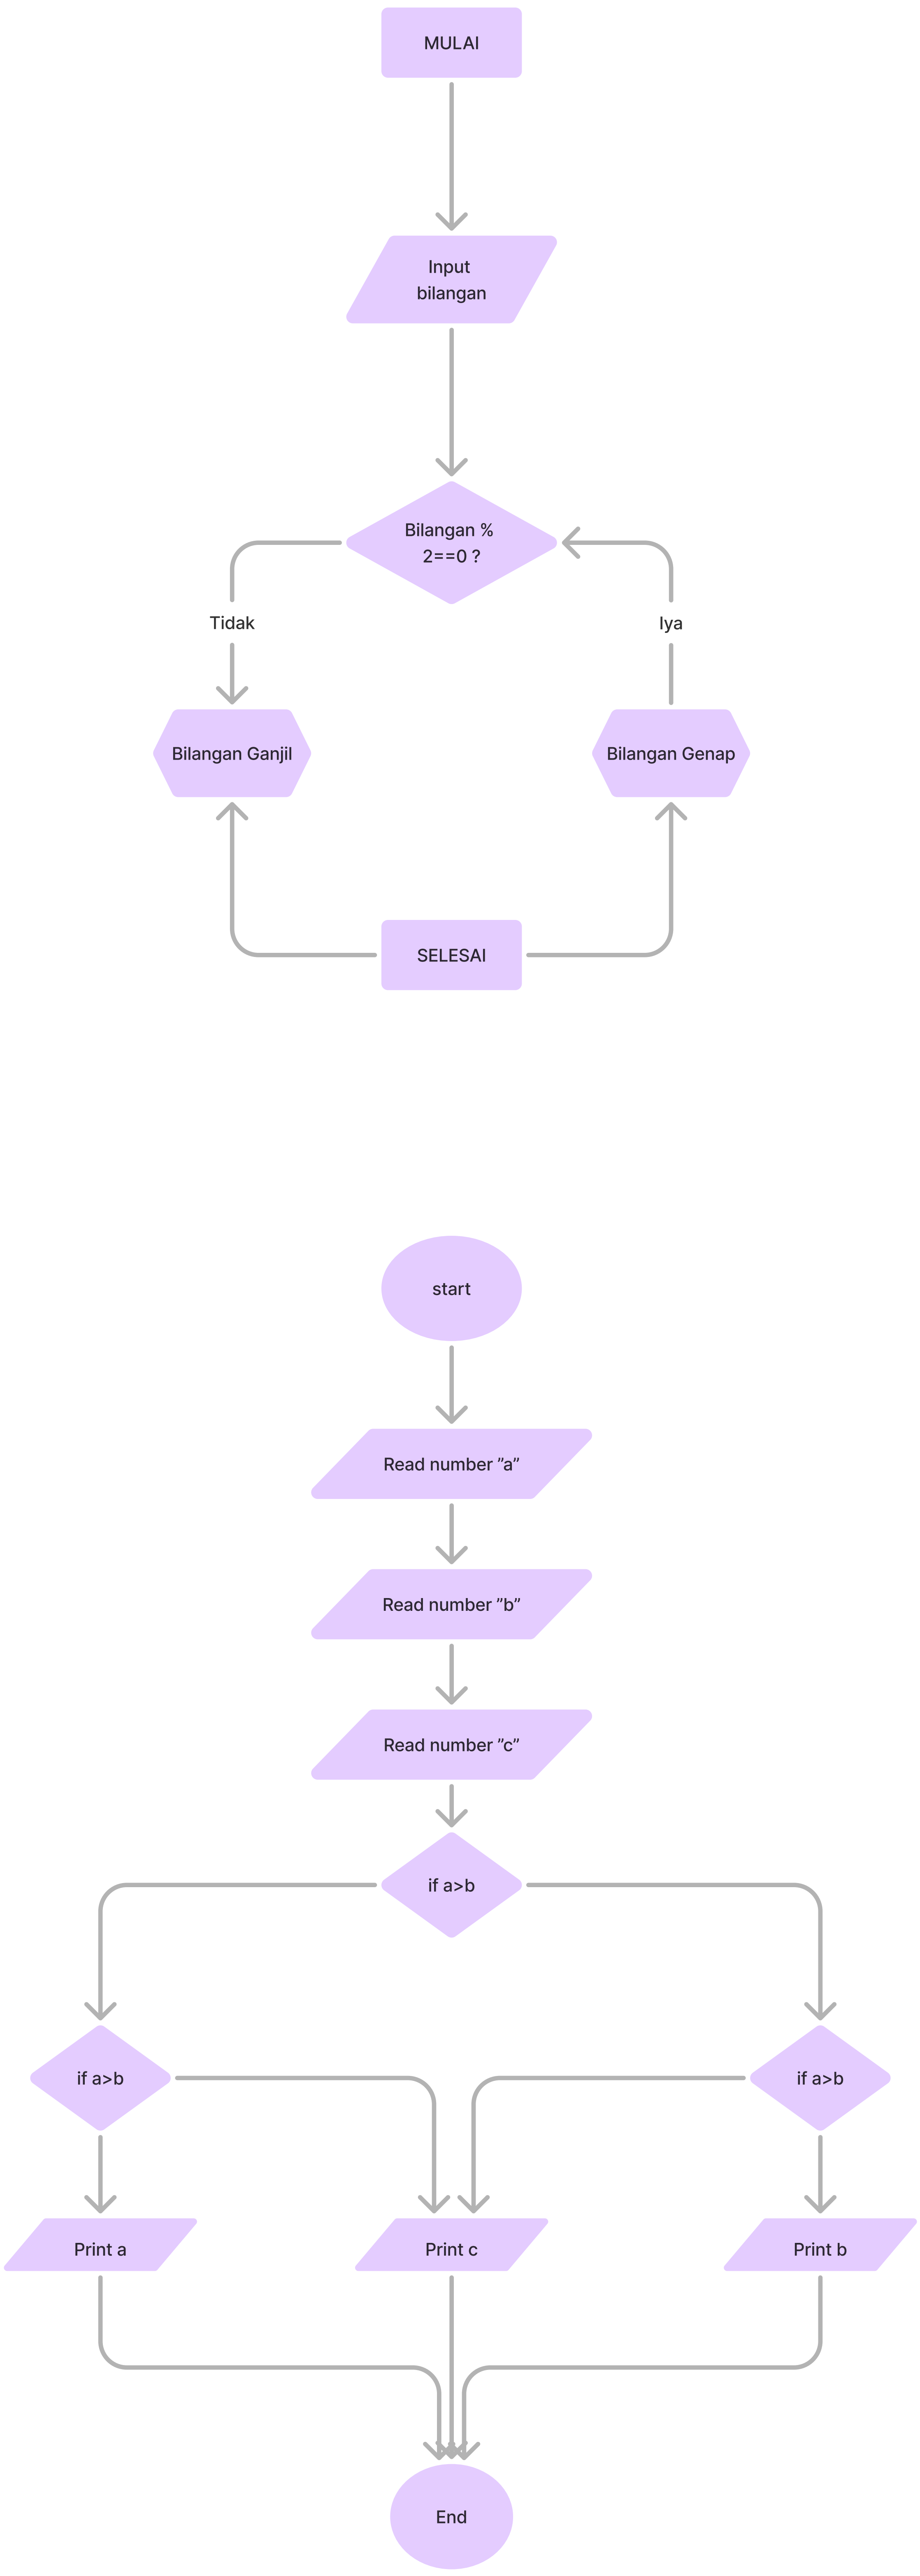 MULAI
Input
bilangan
Bilangan %
2==0 ?
Tidak
Iya
Bilangan Ganjil
Bilangan Genap
SELESAI
start
Read number ”a”
Read number ”b”
Read number ”c”
if a>b
if a>b
if a>b
Print a
Print c
Print b
End